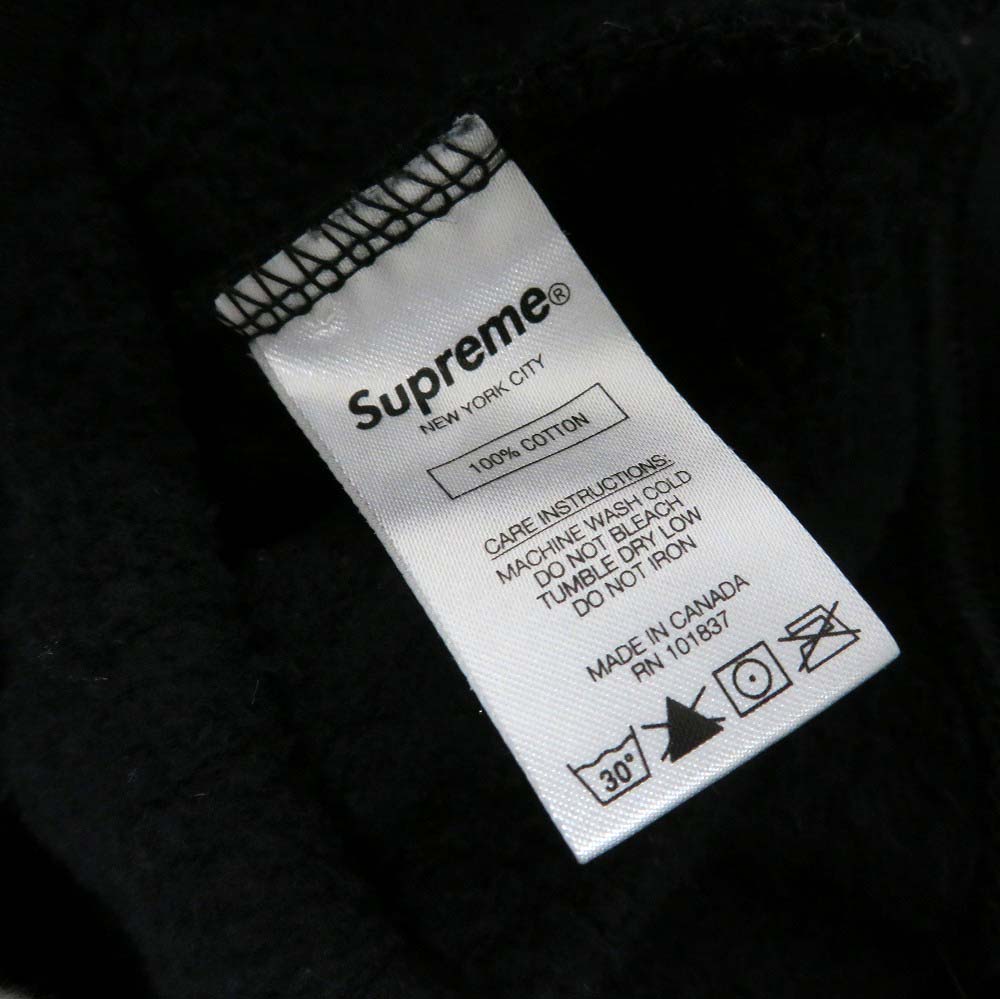 Supreme®
NEW YORK CITY
100% COTTON
CARE INSTRUCTIONS:
MACHINE WASH COLD
DO NOT BLEACH
TUMBLE DRY LOW
DO NOT IRON
MADE IN CANADA
RN 101837
30°